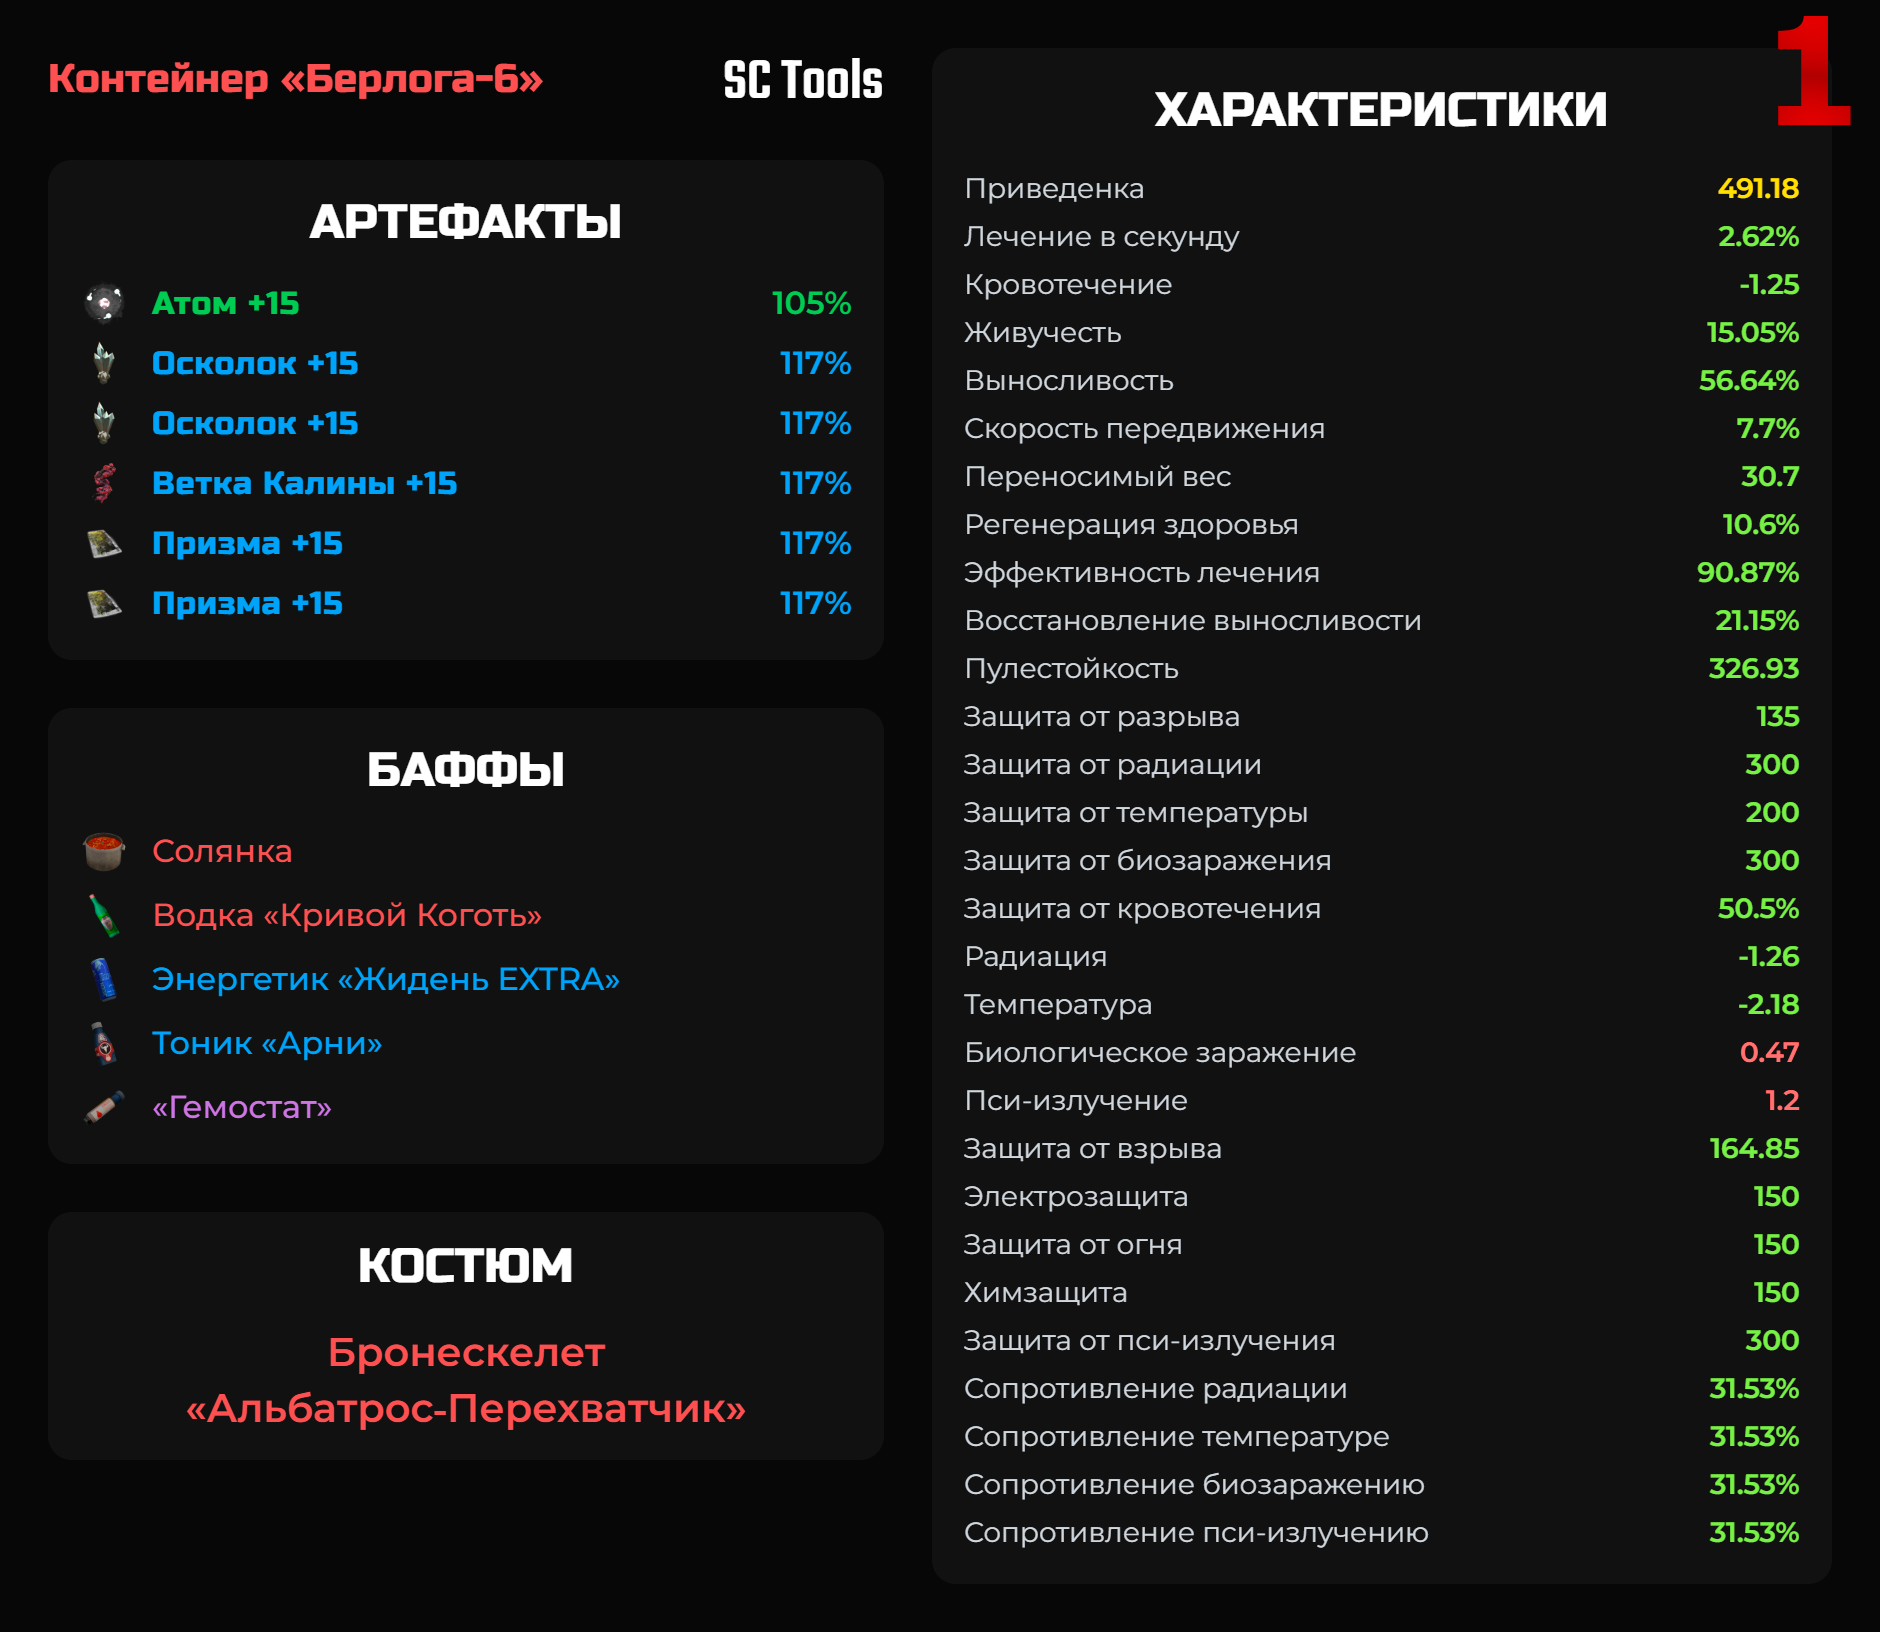 Контейнер «Берлога-6»
SC Tools
АРТЕФАКТЫ
Атом +15 105%
Осколок +15 117%
Осколок +15 117%
Ветка Калины +15 117%
Призма +15 117%
Призма +15 117%
БАФФЫ
Солянка
Водка «Кривой Коготь»
Энергетик «Жидень EXTRA»
Тоник «Арни»
«Гемостат»
КОСТЮМ
Бронескелет
«Альбатрос-Перехватчик»
1
ХАРАКТЕРИСТИКИ
Приведенка 491.18
Лечение в секунду 2.62%
Кровотечение -1.25
Живучесть 15.05%
Выносливость 56.64%
Скорость передвижения 7.7%
Переносимый вес 30.7
Регенерация здоровья 10.6%
Эффективность лечения 90.87%
Восстановление выносливости 21.15%
Пулестойкость 326.93
Защита от разрыва 135
Защита от радиации 300
Защита от температуры 200
Защита от биозаражения 300
Защита от кровотечения 50.5%
Радиация -1.26
Температура -2.18
Биологическое заражение 0.47
Пси-излучение 1.2
Защита от взрыва 164.85
Электрозащита 150
Защита от огня 150
Химзащита 150
Защита от пси-излучения 300
Сопротивление радиации 31.53%
Сопротивление температуре 31.53%
Сопротивление биозаражению 31.53%
Сопротивление пси-излучению 31.53%